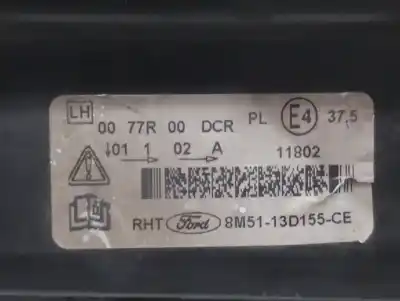 LH
00 77R 00 DCR PL E4 37.5
↓01 1 02 A 11802
RHT Ford 8M51-13D155-CE